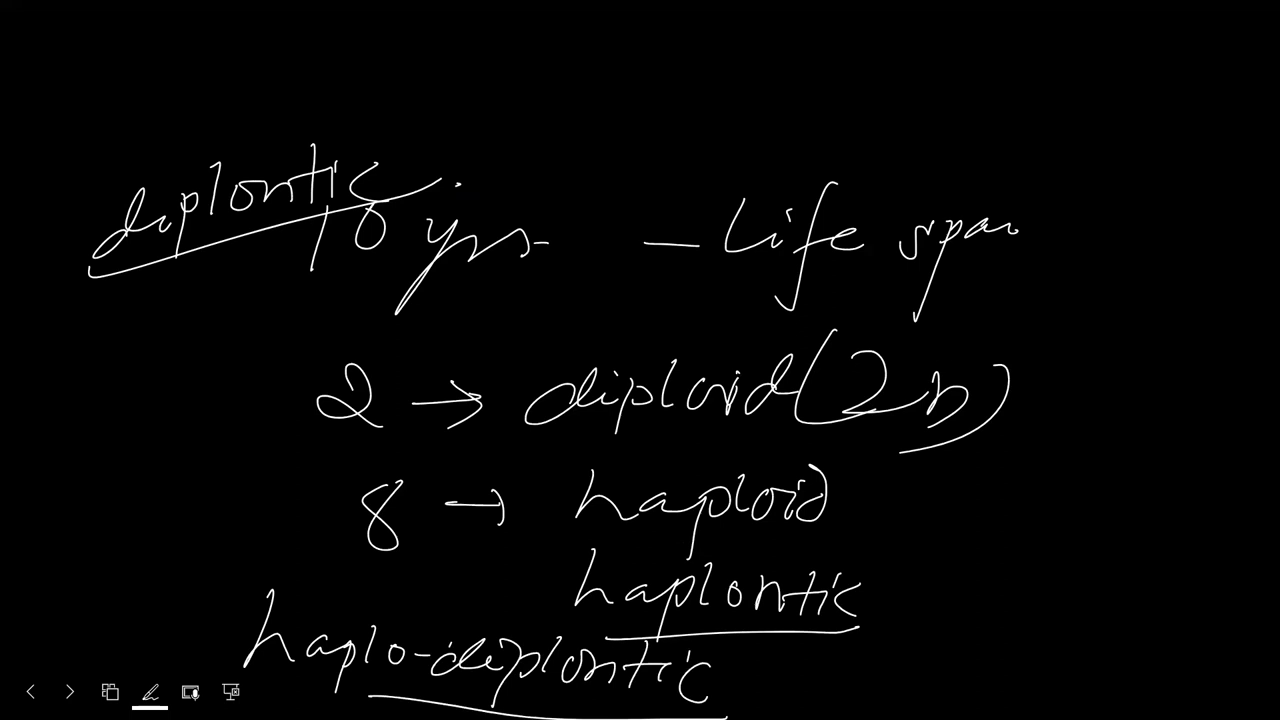 diplontic.
10 yrs - Life span
2 → diploid (2n)
8 → haploid
haplontic
haplo-diplontic